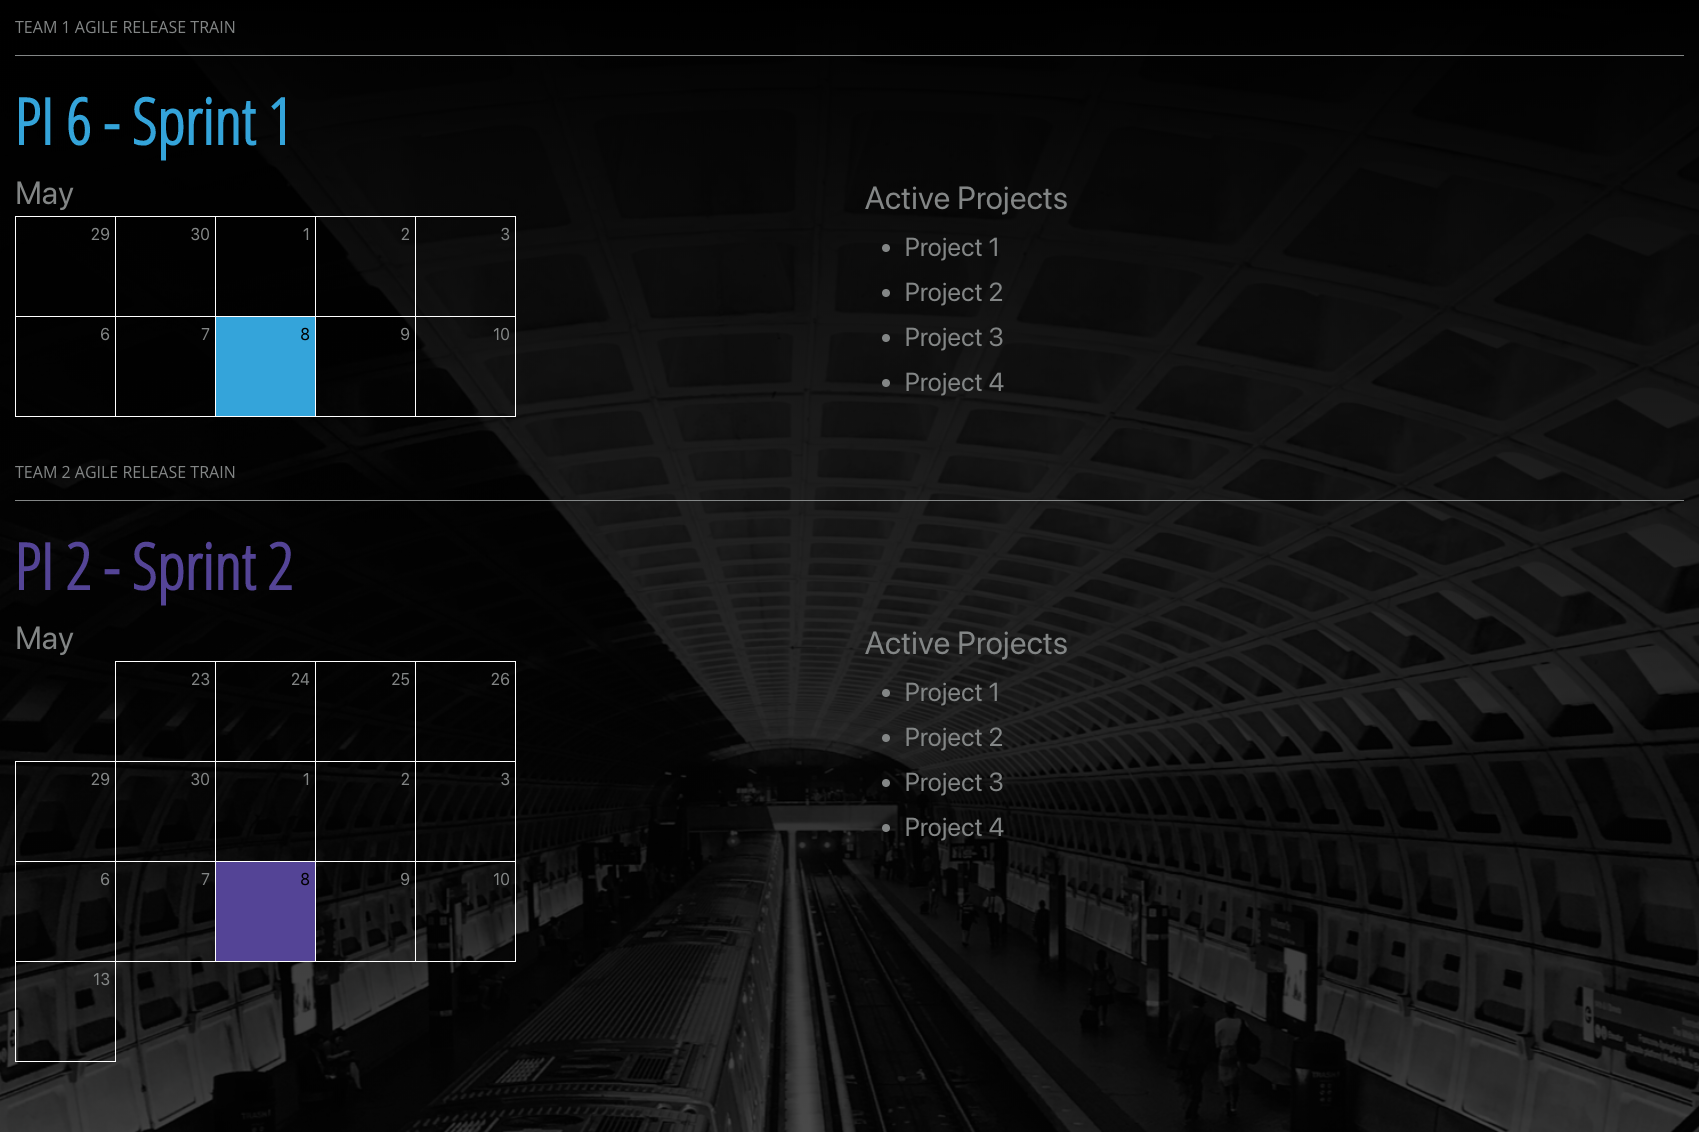 TEAM 1 AGILE RELEASE TRAIN
PI 6 - Sprint 1
May
29 30 1 2 3
6 7 8 9 10
Active Projects
• Project 1
• Project 2
• Project 3
• Project 4
TEAM 2 AGILE RELEASE TRAIN
PI 2 - Sprint 2
May
23 24 25 26
29 30 1 2 3
6 7 8 9 10
13
Active Projects
• Project 1
• Project 2
• Project 3
• Project 4